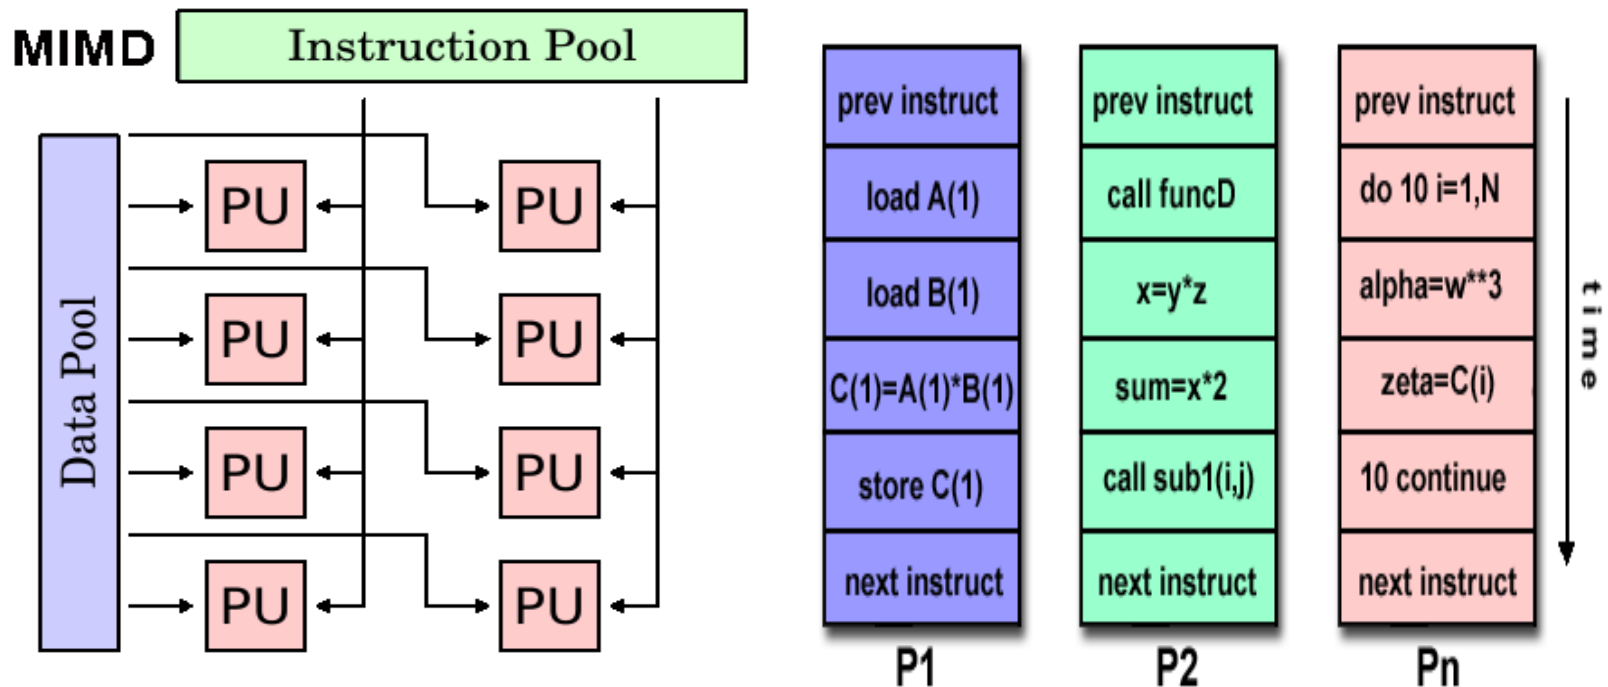 MIMD
Instruction Pool
Data Pool
PU
PU
PU
PU
PU
PU
PU
PU
prev instruct
load A(1)
load B(1)
C(1)=A(1)*B(1)
store C(1)
next instruct
P1
prev instruct
call funcD
x=y*z
sum=x*2
call sub1(i,j)
next instruct
P2
prev instruct
do 10 i=1,N
alpha=w**3
zeta=C(i)
10 continue
next instruct
Pn
time